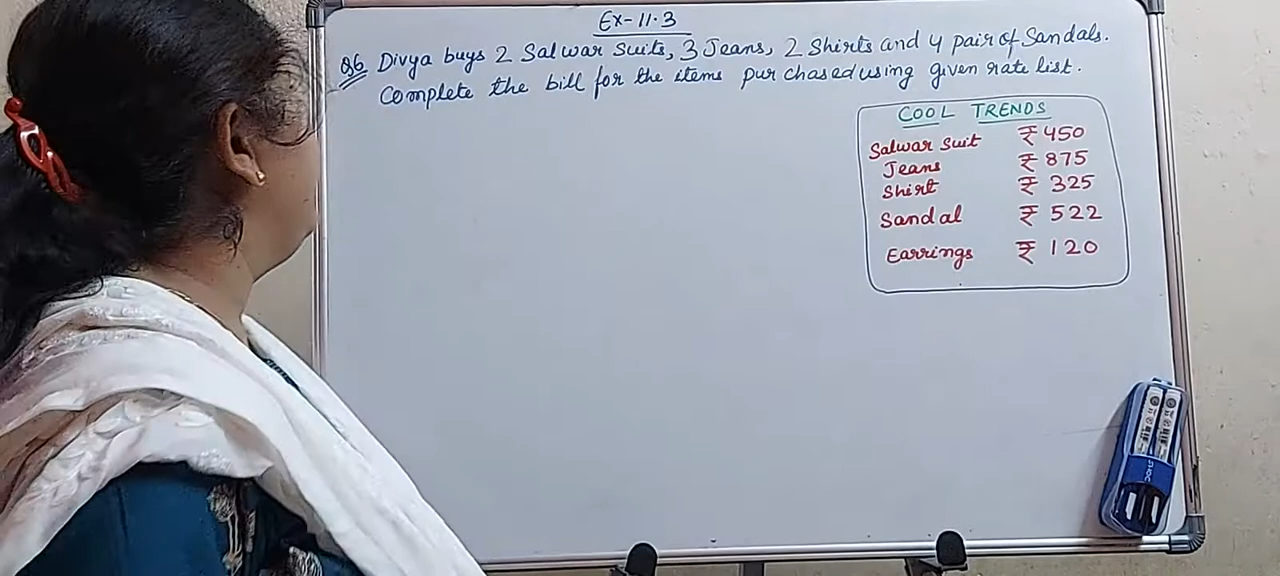 Ex-11.3
Q6 Divya buys 2 Salwar Suits, 3 Jeans, 2 Shirts and 4 pair of Sandals.
Complete the bill for the items purchased using given rate list.
COOL TRENDS
Salwar Suit ₹ 450
Jeans ₹ 875
Shirt ₹ 325
Sandal ₹ 522
Earrings ₹ 120